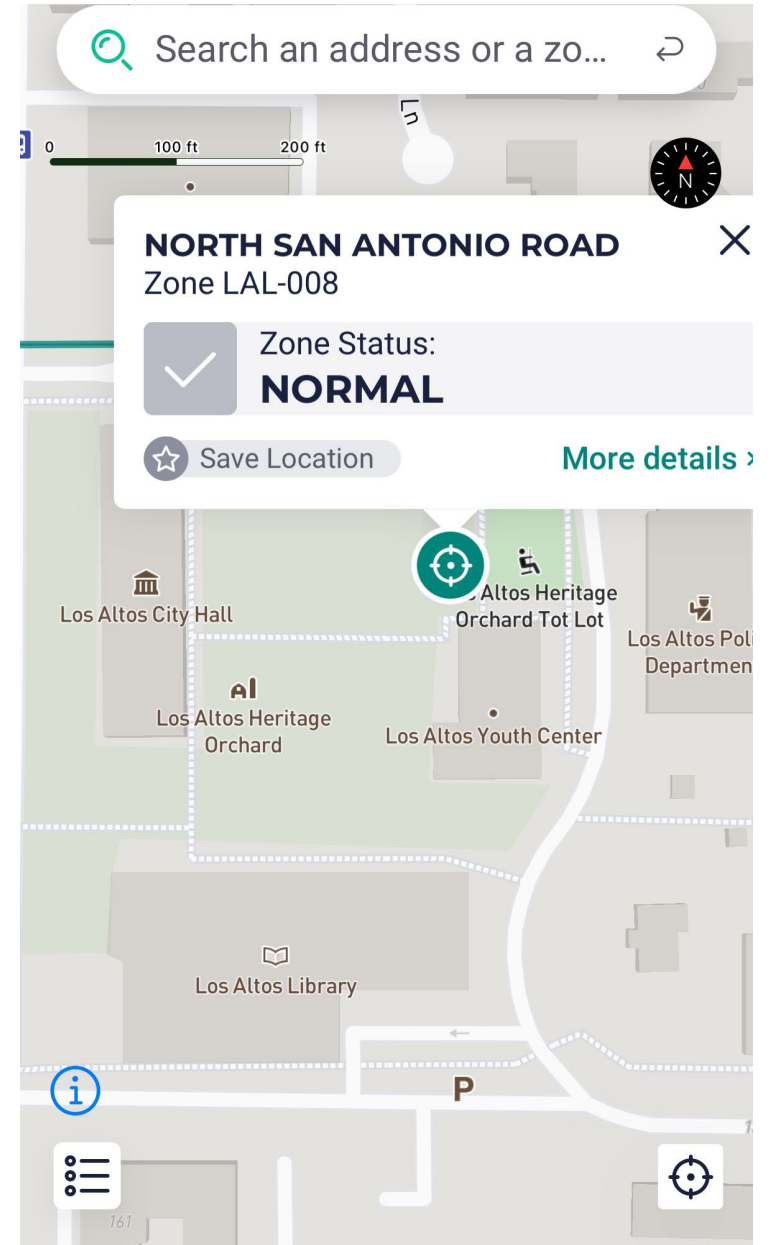 Search an address or a zo...
Ln
0 100 ft 200 ft
N
NORTH SAN ANTONIO ROAD
Zone LAL-008
Zone Status:
NORMAL
Save Location
More details ›
Los Altos City Hall
Altos Heritage
Orchard Tot Lot
Los Altos Poli
Departmen
Los Altos Heritage
Orchard
Los Altos Youth Center
Los Altos Library
P
i
161